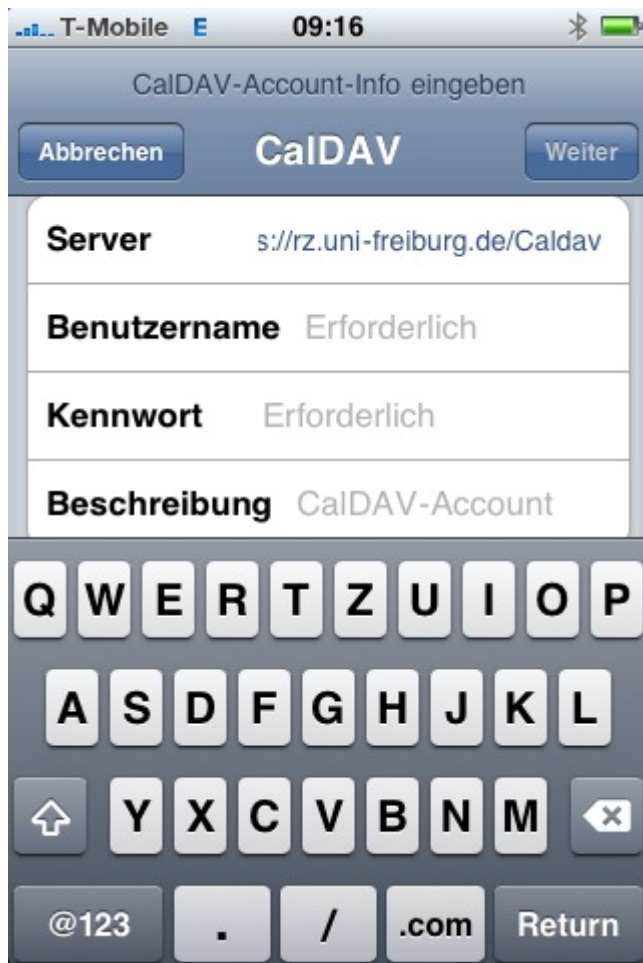 T-Mobile E 09:16
CalDAV-Account-Info eingeben
Abbrechen CalDAV Weiter
Server s://rz.uni-freiburg.de/Caldav
Benutzername Erforderlich
Kennwort Erforderlich
Beschreibung CalDAV-Account
Q W E R T Z U I O P
A S D F G H J K L
Y X C V B N M
@123 . / .com Return